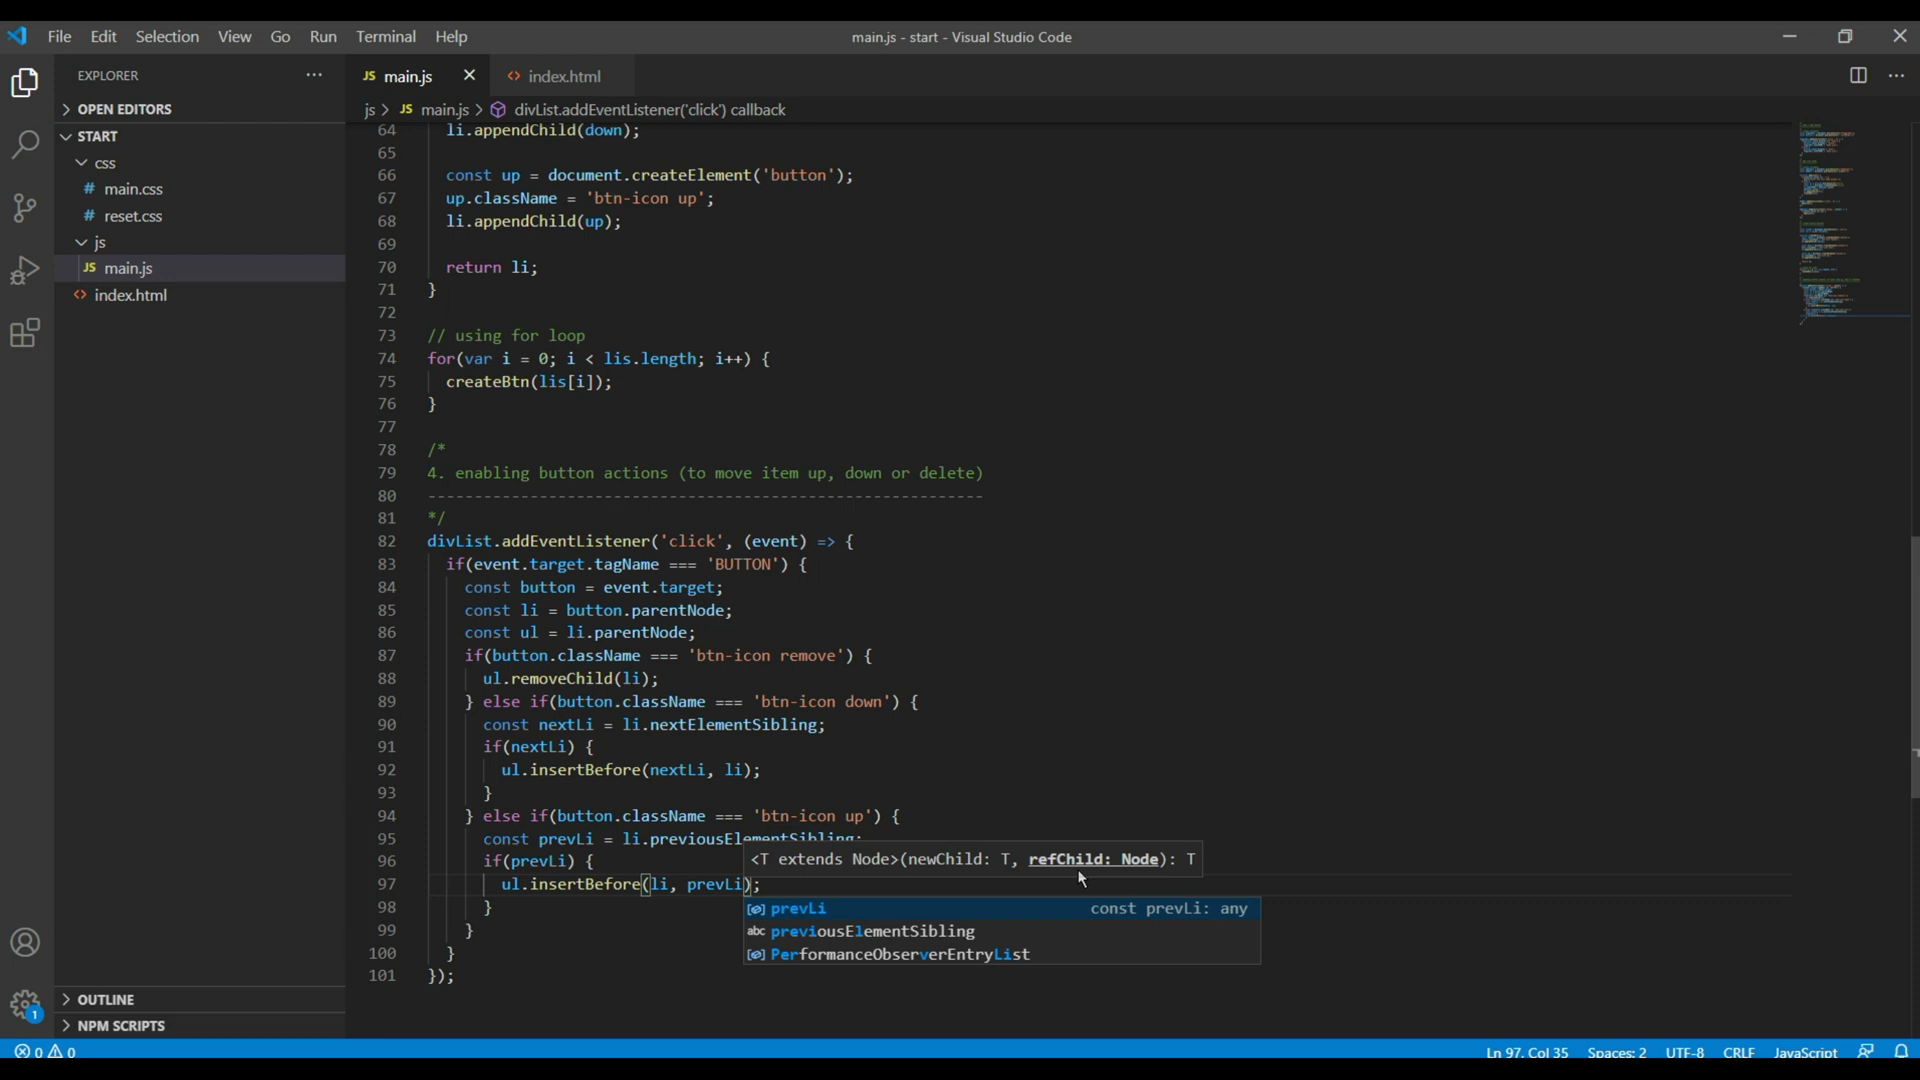 File Edit Selection View Go Run Terminal Help
main.js - start - Visual Studio Code
EXPLORER
OPEN EDITORS
START
css
# main.css
# reset.css
js
JS main.js
<> index.html
OUTLINE
NPM SCRIPTS
JS main.js
<> index.html
js > JS main.js > divList.addEventListener('click') callback
64 li.appendChild(down);
65
66 const up = document.createElement('button');
67 up.className = 'btn-icon up';
68 li.appendChild(up);
69
70 return li;
71 }
72
73 // using for loop
74 for(var i = 0; i < lis.length; i++) {
75 createBtn(lis[i]);
76 }
77
78 /*
79 4. enabling button actions (to move item up, down or delete)
80 ------------------------------------------------------------
81 */
82 divList.addEventListener('click', (event) => {
83 if(event.target.tagName === 'BUTTON') {
84 const button = event.target;
85 const li = button.parentNode;
86 const ul = li.parentNode;
87 if(button.className === 'btn-icon remove') {
88 ul.removeChild(li);
89 } else if(button.className === 'btn-icon down') {
90 const nextLi = li.nextElementSibling;
91 if(nextLi) {
92 ul.insertBefore(nextLi, li);
93 }
94 } else if(button.className === 'btn-icon up') {
95 const prevLi = li.previousElementSibling;
96 if(prevLi) {
<T extends Node>(newChild: T, refChild: Node): T
97 ul.insertBefore(li, prevLi);
prevLi const prevLi: any
abc previousElementSibling
PerformanceObserverEntryList
98 }
99 }
100 }
101 });
1
0 0
Ln 97, Col 35 Spaces: 2 UTF-8 CRLF JavaScript